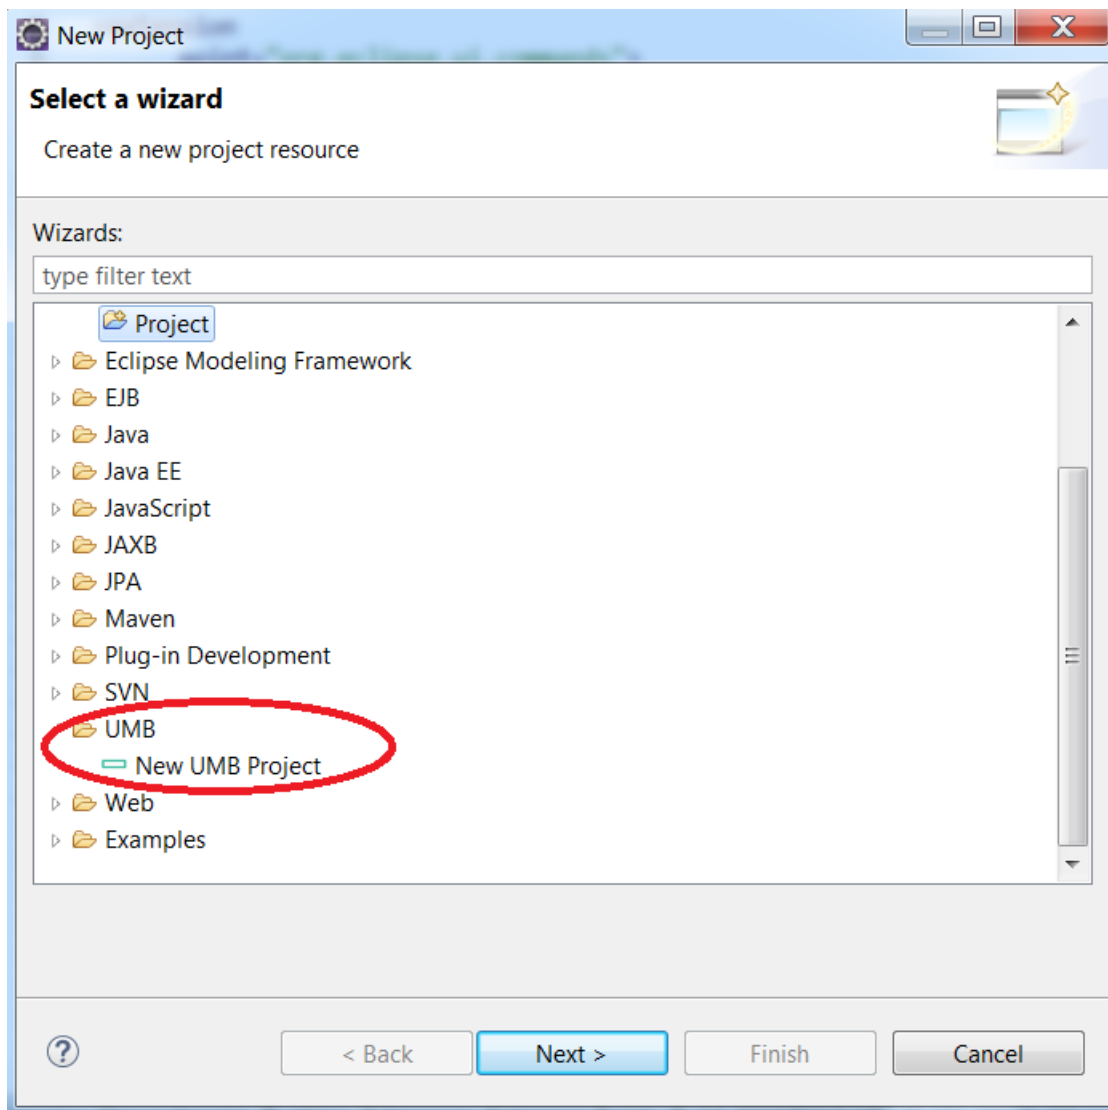 New Project
Select a wizard
Create a new project resource
Wizards:
type filter text
Project
Eclipse Modeling Framework
EJB
Java
Java EE
JavaScript
JAXB
JPA
Maven
Plug-in Development
SVN
UMB
New UMB Project
Web
Examples
? < Back Next > Finish Cancel